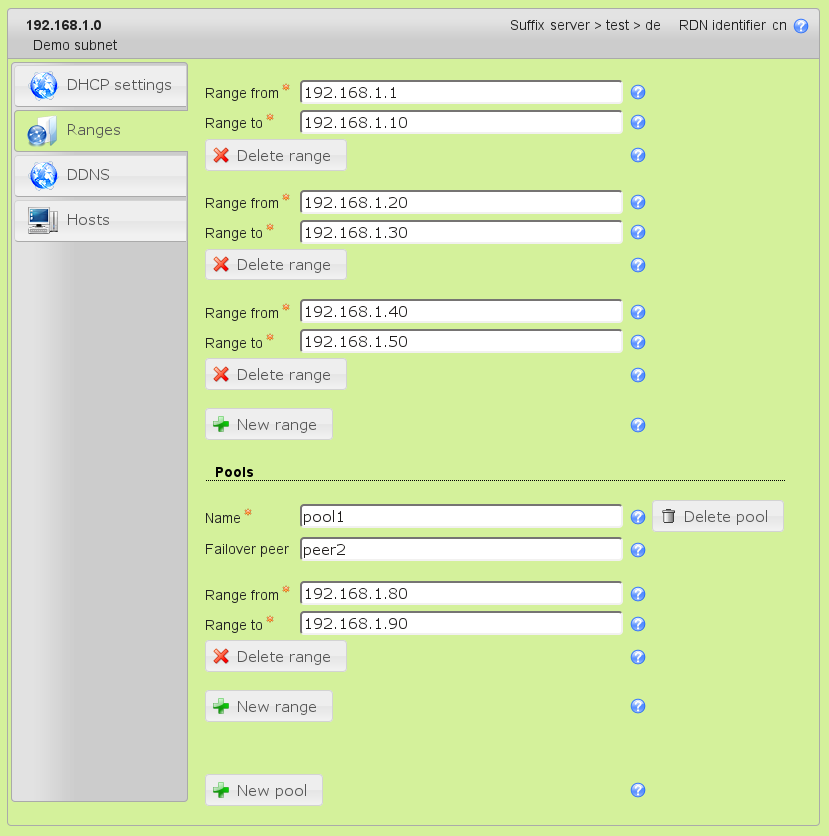 192.168.1.0
Suffix server > test > de RDN identifier cn
Demo subnet
DHCP settings
Ranges
DDNS
Hosts
Range from * 192.168.1.1
Range to * 192.168.1.10
Delete range
Range from * 192.168.1.20
Range to * 192.168.1.30
Delete range
Range from * 192.168.1.40
Range to * 192.168.1.50
Delete range
New range
Pools
Name * pool1
Delete pool
Failover peer peer2
Range from * 192.168.1.80
Range to * 192.168.1.90
Delete range
New range
New pool